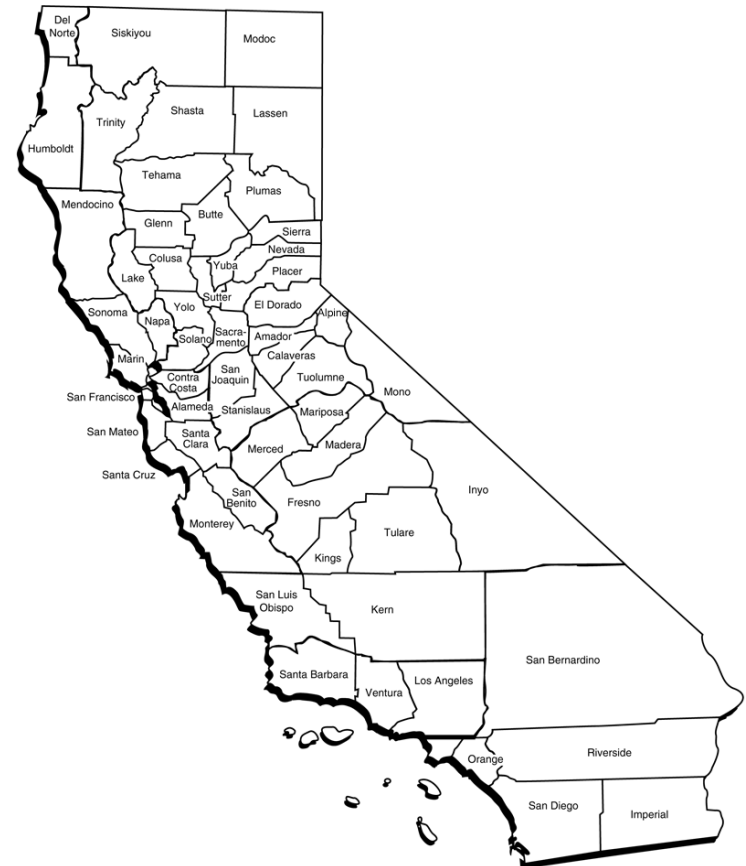 Del
Norte
Siskiyou
Modoc
Shasta
Lassen
Trinity
Humboldt
Tehama
Plumas
Mendocino
Butte
Glenn
Sierra
Nevada
Colusa
Yuba
Placer
Lake
Sutter
El Dorado
Yolo
Sonoma
Alpine
Napa
Sacra-
mento
Solano
Amador
Calaveras
Marin
San
Joaquin
Contra
Costa
Tuolumne
Mono
San Francisco
Alameda
Stanislaus
Mariposa
San Mateo
Santa
Clara
Madera
Merced
Santa Cruz
Inyo
San
Benito
Fresno
Monterey
Tulare
Kings
San Luis
Obispo
Kern
San Bernardino
Santa Barbara
Los Angeles
Ventura
Riverside
Orange
San Diego
Imperial